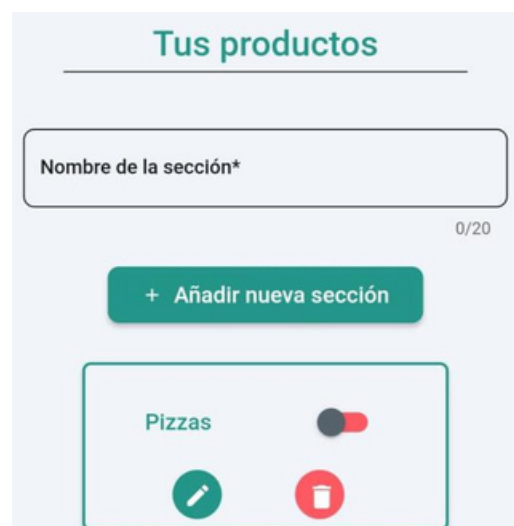 Tus productos
Nombre de la sección*
0/20
+ Añadir nueva sección
Pizzas